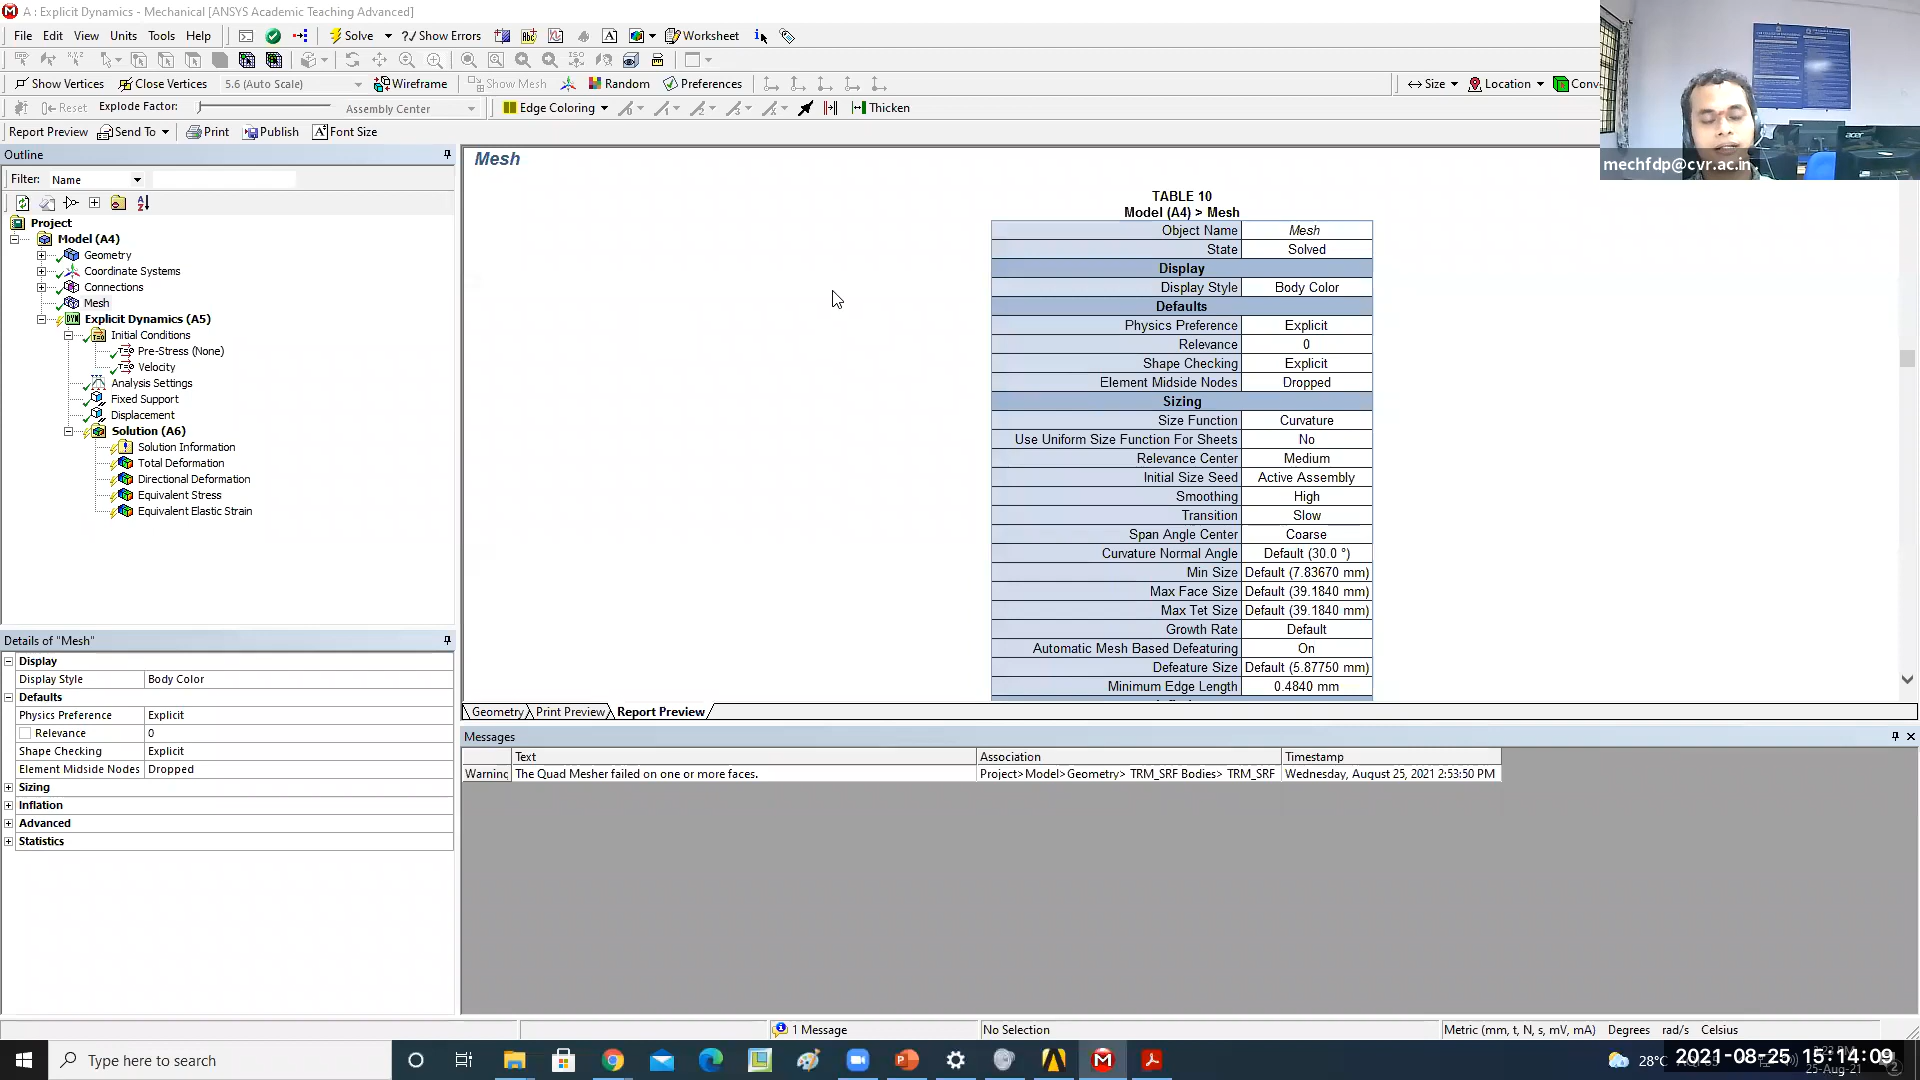 A : Explicit Dynamics - Mechanical [ANSYS Academic Teaching Advanced]
File Edit View Units Tools Help Solve ?/ Show Errors Worksheet
Show Vertices Close Vertices 5.6 (Auto Scale) Wireframe Show Mesh Random Preferences Size Location Conv
Reset Explode Factor: Assembly Center Edge Coloring Thicken
Report Preview Send To Print Publish Font Size
mechfdp@cvr.ac.in
Outline
Filter: Name
Project
Model (A4)
Geometry
Coordinate Systems
Connections
Mesh
Explicit Dynamics (A5)
Initial Conditions
Pre-Stress (None)
Velocity
Analysis Settings
Fixed Support
Displacement
Solution (A6)
Solution Information
Total Deformation
Directional Deformation
Equivalent Stress
Equivalent Elastic Strain
Details of "Mesh"
Display
Display Style Body Color
Defaults
Physics Preference Explicit
Relevance 0
Shape Checking Explicit
Element Midside Nodes Dropped
Sizing
Inflation
Advanced
Statistics
Mesh
TABLE 10
Model (A4) > Mesh
Object Name Mesh
State Solved
Display
Display Style Body Color
Defaults
Physics Preference Explicit
Relevance 0
Shape Checking Explicit
Element Midside Nodes Dropped
Sizing
Size Function Curvature
Use Uniform Size Function For Sheets No
Relevance Center Medium
Initial Size Seed Active Assembly
Smoothing High
Transition Slow
Span Angle Center Coarse
Curvature Normal Angle Default (30.0 °)
Min Size Default (7.83670 mm)
Max Face Size Default (39.1840 mm)
Max Tet Size Default (39.1840 mm)
Growth Rate Default
Automatic Mesh Based Defeaturing On
Defeature Size Default (5.87750 mm)
Minimum Edge Length 0.4840 mm
Geometry Print Preview Report Preview
Messages
Text Association Timestamp
Warning The Quad Mesher failed on one or more faces. Project>Model>Geometry> TRM_SRF Bodies> TRM_SRF Wednesday, August 25, 2021 2:53:50 PM
1 Message No Selection Metric (mm, t, N, s, mV, mA) Degrees rad/s Celsius
Type here to search
28°C
2021-08-25 15:14:09
25-Aug-21